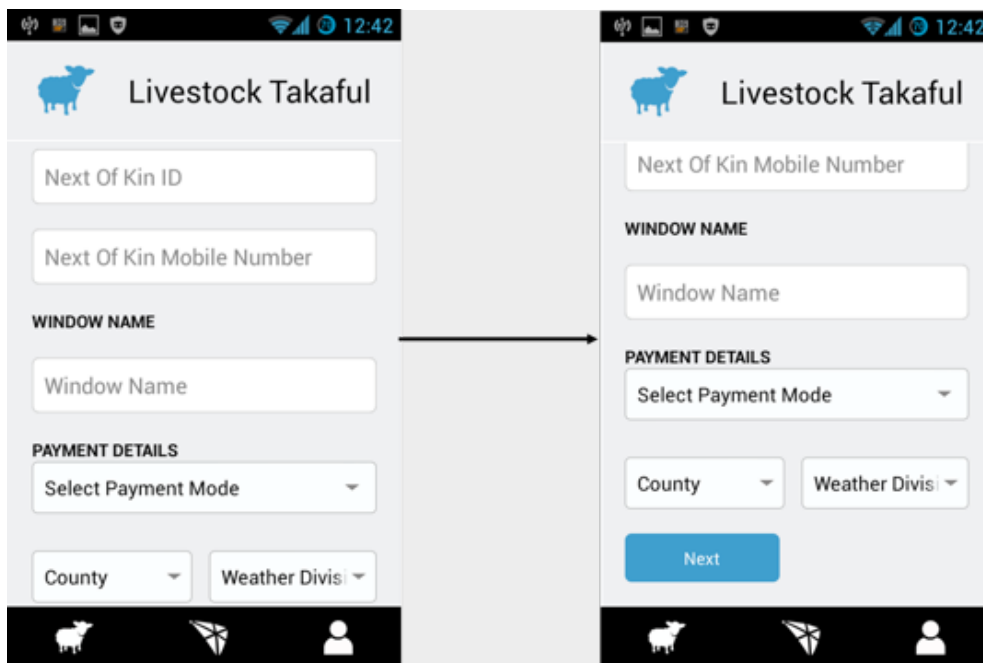 12:42
Livestock Takaful
Next Of Kin ID
Next Of Kin Mobile Number
WINDOW NAME
Window Name
PAYMENT DETAILS
Select Payment Mode
County
Weather Divisi
12:42
Livestock Takaful
Next Of Kin Mobile Number
WINDOW NAME
Window Name
PAYMENT DETAILS
Select Payment Mode
County
Weather Divisi
Next